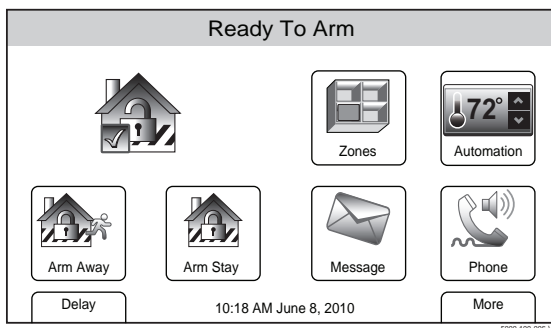 Ready To Arm
72°
Zones
Automation
Arm Away
Arm Stay
Message
Phone
Delay
10:18 AM June 8, 2010
More